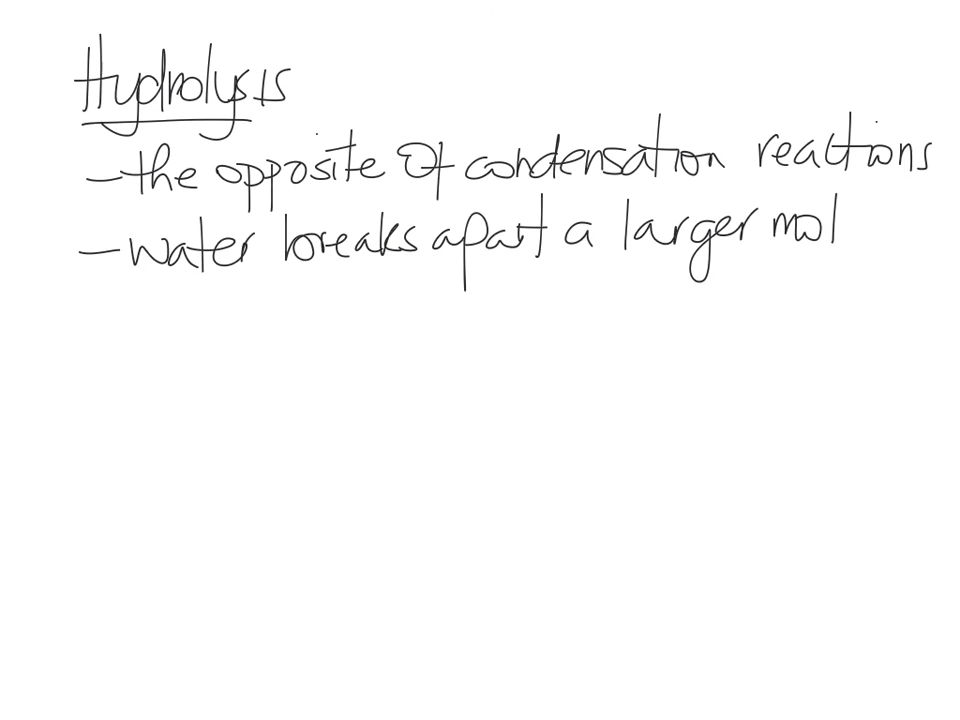 Hydrolysis
- the opposite of condensation reactions
- water breaks apart a larger mol